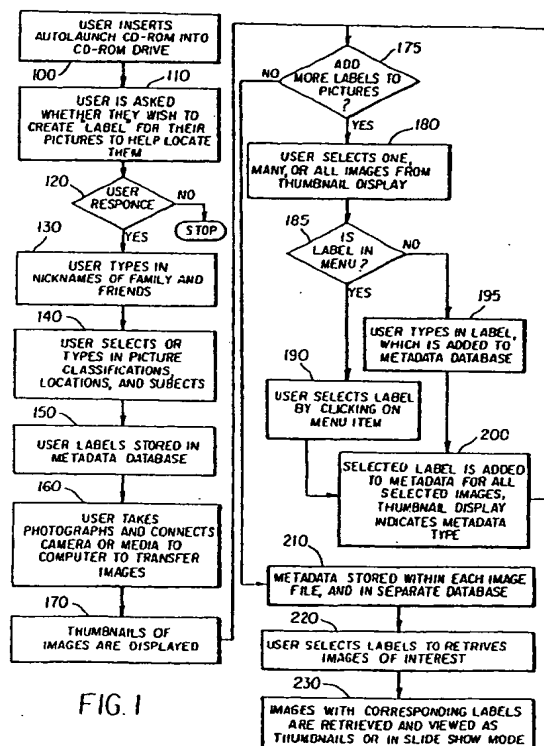 USER INSERTS
AUTOLAUNCH CD-ROM INTO
CD-ROM DRIVE
100
110
USER IS ASKED
WHETHER THEY WISH TO
CREATE "LABEL" FOR THEIR
PICTURES TO HELP LOCATE
THEM
120
USER
RESPONCE
NO
STOP
YES
130
USER TYPES IN
NICKNAMES OF FAMILY AND
FRIENDS
140
USER SELECTS OR
TYPES IN PICTURE
CLASSIFICATIONS,
LOCATIONS, AND SUBECTS
150
USER LABELS STORED IN
METADATA DATABASE
160
USER TAKES
PHOTOGRAPHS AND CONNECTS
CAMERA OR MEDIA TO
COMPUTER TO TRANSFER
IMAGES
170
THUMBNAILS OF
IMAGES ARE DISPLAYED
FIG. 1
175
ADD
MORE LABELS TO
PICTURES
?
NO
YES
180
USER SELECTS ONE,
MANY, OR ALL IMAGES FROM
THUMBNAIL DISPLAY
185
IS
LABEL IN
MENU ?
NO
YES
195
USER TYPES IN LABEL,
WHICH IS ADDED TO
METADATA DATABASE
190
USER SELECTS LABEL
BY CLICKING ON
MENU ITEM
200
SELECTED LABEL IS ADDED
TO METADATA FOR ALL
SELECTED IMAGES,
THUMBNAIL DISPLAY
INDICATES METADATA
TYPE
210
METADATA STORED WITHIN EACH IMAGE
FILE, AND IN SEPARATE DATABASE
220
USER SELECTS LABELS TO RETRIVES
IMAGES OF INTEREST
230
IMAGES WITH CORRESPONDING LABELS
ARE RETRIEVED AND VIEWED AS
THUMBNAILS OR IN SLIDE SHOW MODE